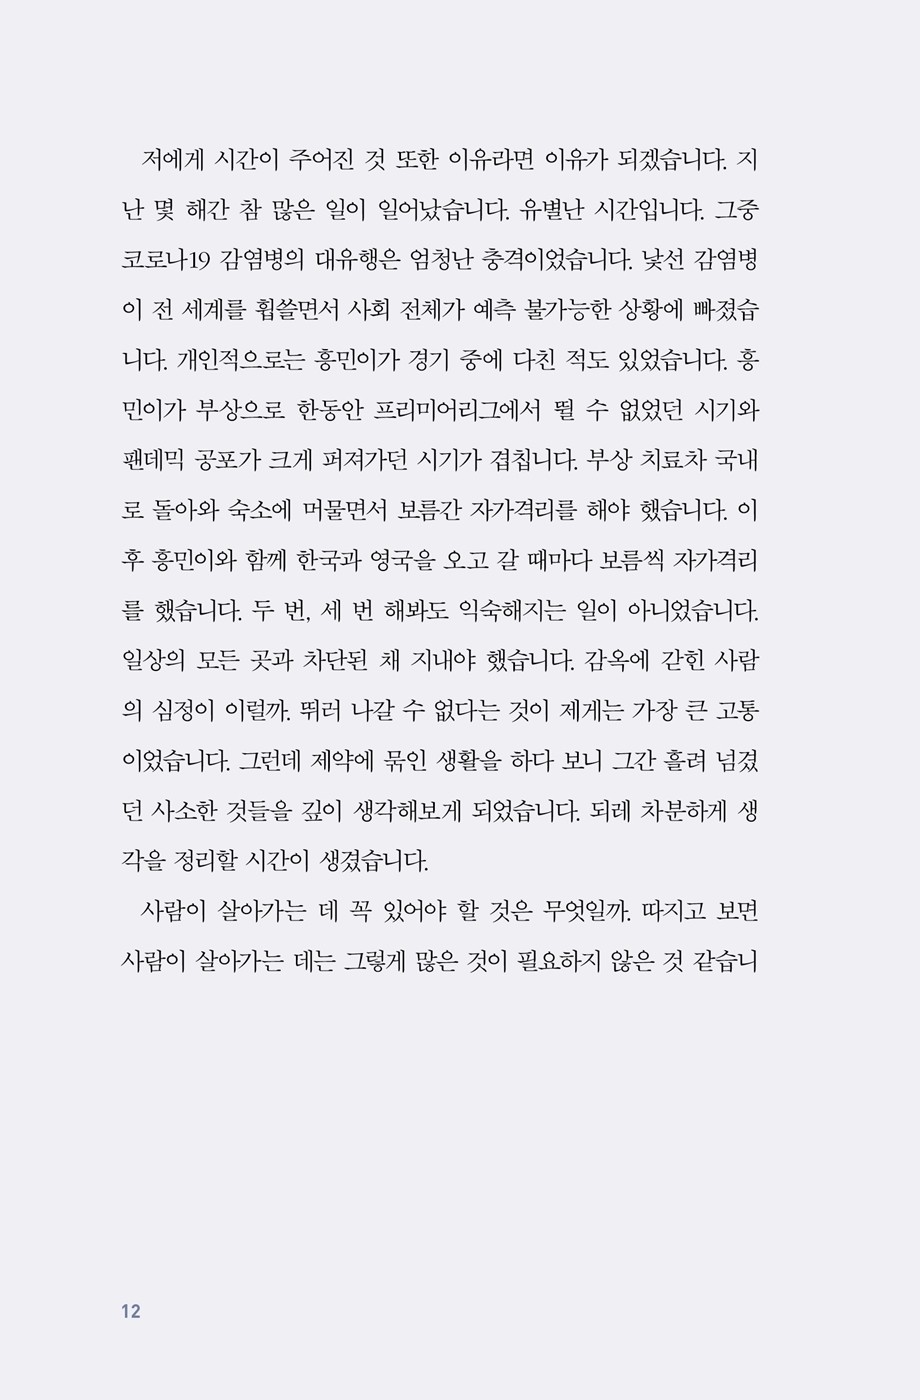 저에게 시간이 주어진 것 또한 이유라면 이유가 되겠습니다. 지
난 몇 해간 참 많은 일이 일어났습니다. 유별난 시간입니다. 그중
코로나19 감염병의 대유행은 엄청난 충격이었습니다. 낯선 감염병
이 전 세계를 휩쓸면서 사회 전체가 예측 불가능한 상황에 빠졌습
니다. 개인적으로는 흥민이가 경기 중에 다친 적도 있었습니다. 흥
민이가 부상으로 한동안 프리미어리그에서 뛸 수 없었던 시기와
팬데믹 공포가 크게 퍼져가던 시기가 겹칩니다. 부상 치료차 국내
로 돌아와 숙소에 머물면서 보름간 자가격리를 해야 했습니다. 이
후 흥민이와 함께 한국과 영국을 오고 갈 때마다 보름씩 자가격리
를 했습니다. 두 번, 세 번 해봐도 익숙해지는 일이 아니었습니다.
일상의 모든 곳과 차단된 채 지내야 했습니다. 감옥에 갇힌 사람
의 심정이 이럴까. 뛰러 나갈 수 없다는 것이 제게는 가장 큰 고통
이었습니다. 그런데 제약에 묶인 생활을 하다 보니 그간 흘려 넘겼
던 사소한 것들을 깊이 생각해보게 되었습니다. 되레 차분하게 생
각을 정리할 시간이 생겼습니다.
사람이 살아가는 데 꼭 있어야 할 것은 무엇일까. 따지고 보면
사람이 살아가는 데는 그렇게 많은 것이 필요하지 않은 것 같습니
12